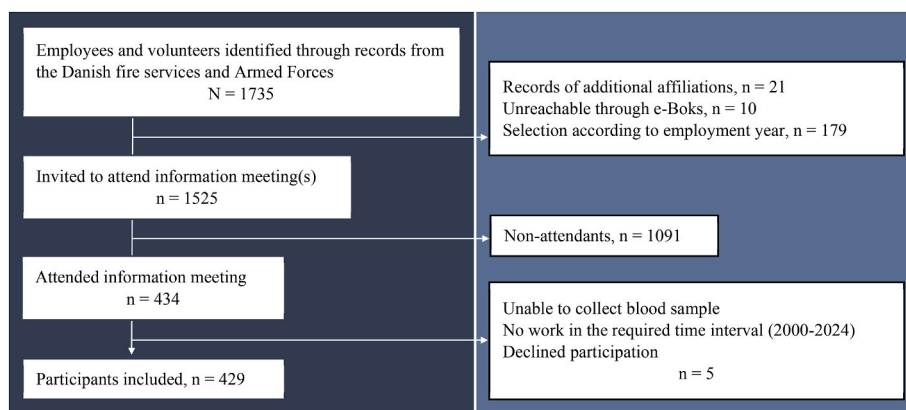 Employees and volunteers identified through records from
the Danish fire services and Armed Forces
N = 1735
Records of additional affiliations, n = 21
Unreachable through e-Boks, n = 10
Selection according to employment year, n = 179
Invited to attend information meeting(s)
n = 1525
Non-attendants, n = 1091
Attended information meeting
n = 434
Unable to collect blood sample
No work in the required time interval (2000-2024)
Declined participation
n = 5
Participants included, n = 429